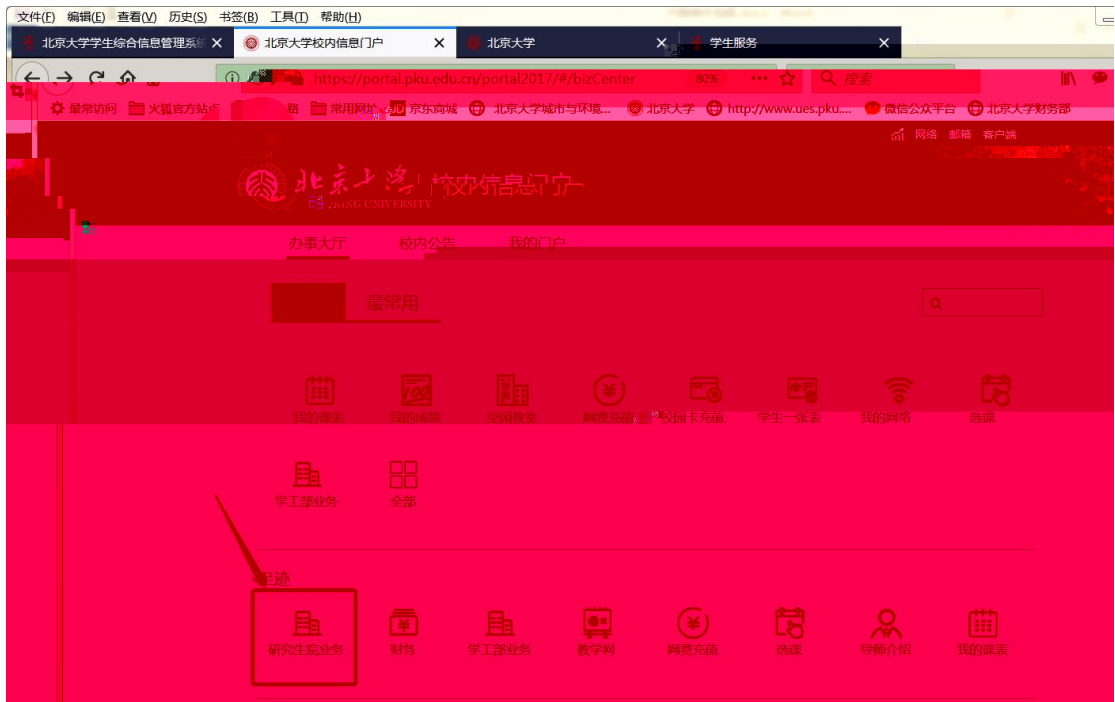 文件(F) 编辑(E) 查看(V) 历史(S) 书签(B) 工具(T) 帮助(H)
北京大学学生综合信息管理系统 北京大学校内信息门户 北京大学 学生服务
https://portal.pku.edu.cn/portal2017/#/bizCenter 80% 搜索
最常访问 火狐官方站点 常用网址 JD 京东商城 北京大学城市与环境... 北京大学 http://www.ues.pku.... 微信公众平台 北京大学财务部
网络 邮箱 客户端
北京大学 校内信息门户
PEKING UNIVERSITY
办事大厅 校内公告 我的门户
最常用
我的课表 我的成绩 空闲教室 网费充值 校园卡充值 学生一张表 我的网络 选课
学工部业务 全部
足迹
研究生院业务 财务 学工部业务 教学网 网费充值 选课 导师介绍 我的课表